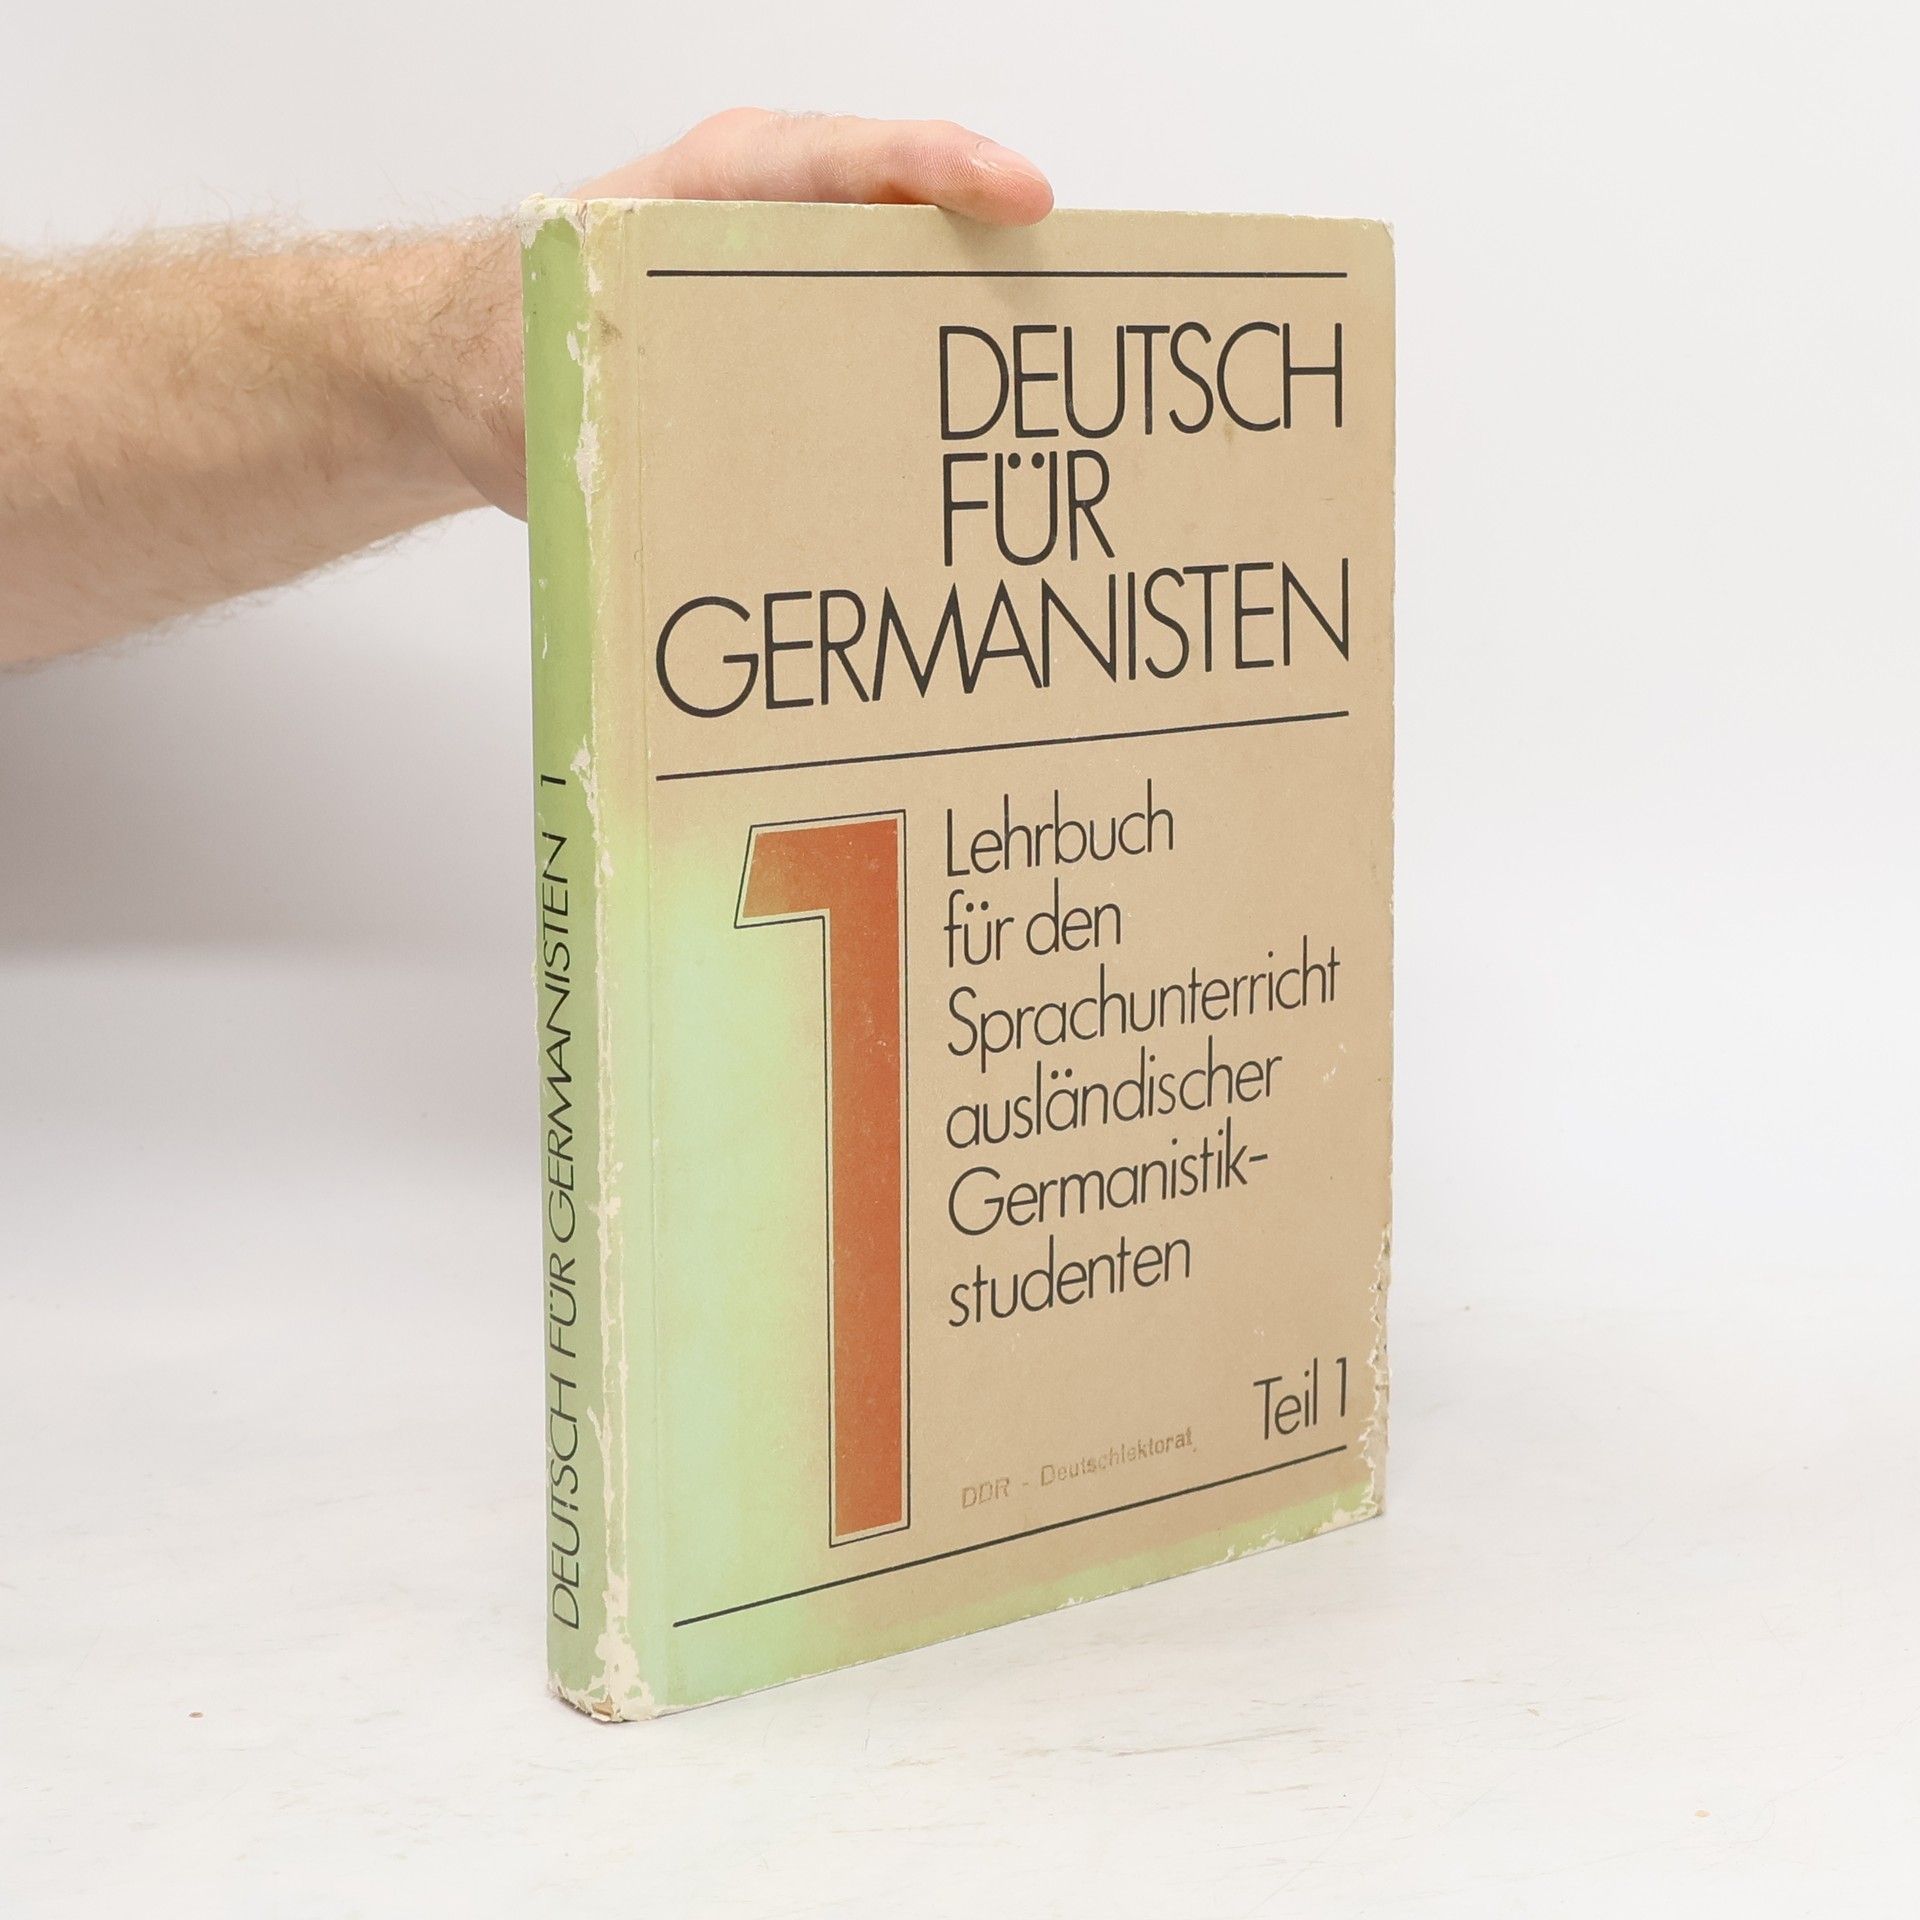 DEUTSCH
FÜR
GERMANISTEN
1
Lehrbuch
für den
Sprachunterricht
ausländischer
Germanistik-
studenten
Teil 1
DDR - Deutschlektorat
DEUTSCH FÜR GERMANISTEN 1